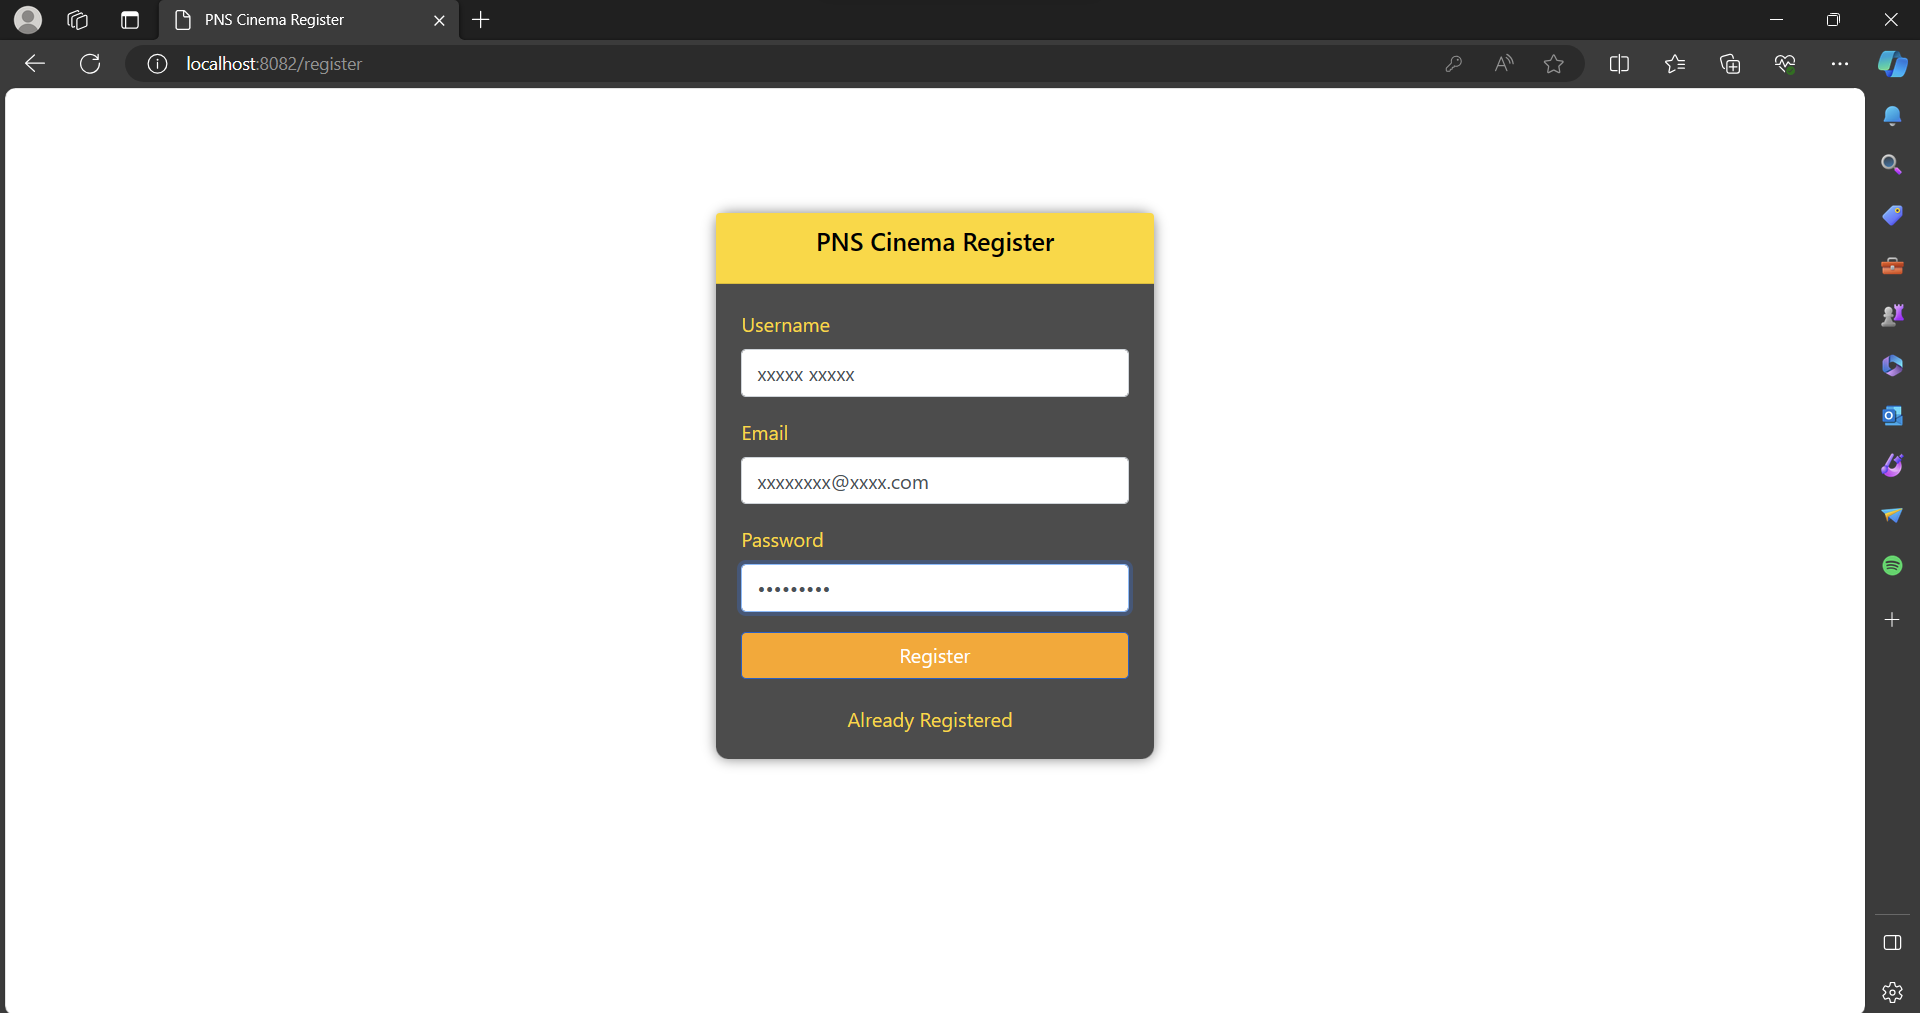 PNS Cinema Register
localhost:8082/register
PNS Cinema Register
Username
xxxxx xxxxx
Email
xxxxxxxx@xxxx.com
Password
•••••••••
Register
Already Registered